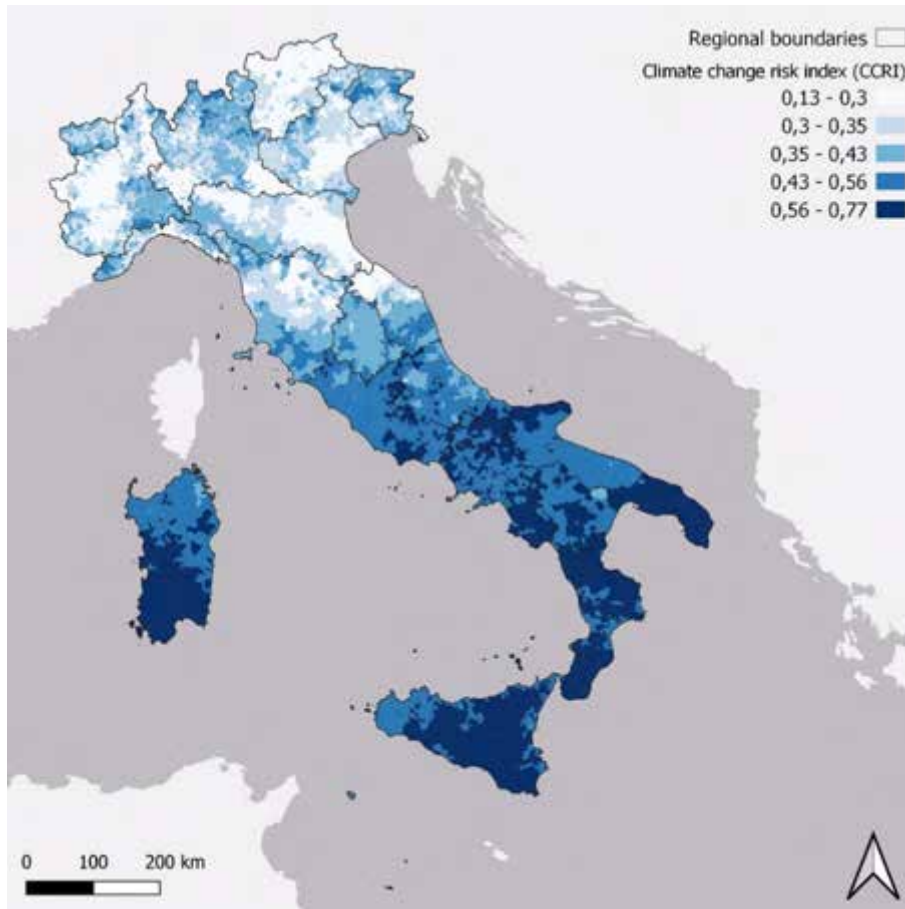 Regional boundaries
Climate change risk index (CCRI)
0,13 - 0,3
0,3 - 0,35
0,35 - 0,43
0,43 - 0,56
0,56 - 0,77
0 100 200 km